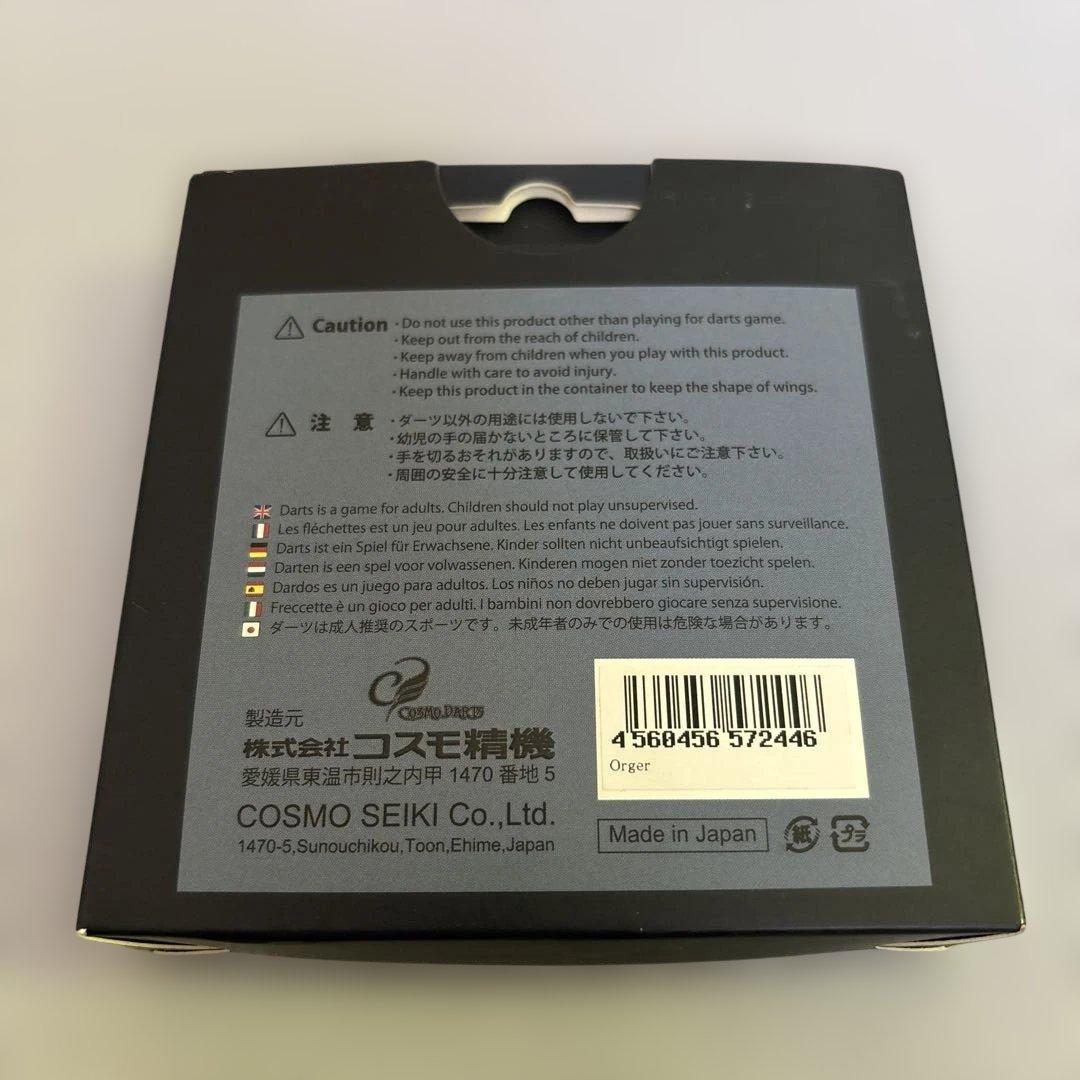 Caution ・Do not use this product other than playing for darts game.
・Keep out from the reach of children.
・Keep away from children when you play with this product.
・Handle with care to avoid injury.
・Keep this product in the container to keep the shape of wings.
注 意 ・ダーツ以外の用途には使用しないで下さい。
・幼児の手の届かないところに保管して下さい。
・手を切るおそれがありますので、取扱いにご注意下さい。
・周囲の安全に十分注意して使用してください。
Darts is a game for adults. Children should not play unsupervised.
Les fléchettes est un jeu pour adultes. Les enfants ne doivent pas jouer sans surveillance.
Darts ist ein Spiel für Erwachsene. Kinder sollten nicht unbeaufsichtigt spielen.
Darten is een spel voor volwassenen. Kinderen mogen niet zonder toezicht spelen.
Dardos es un juego para adultos. Los niños no deben jugar sin supervisión.
Freccette è un gioco per adulti. I bambini non dovrebbero giocare senza supervisione.
ダーツは成人推奨のスポーツです。未成年者のみでの使用は危険な場合があります。
COSMO DARTS
製造元
株式会社コスモ精機
愛媛県東温市則之内甲 1470 番地 5
COSMO SEIKI Co.,Ltd.
1470-5,Sunouchikou,Toon,Ehime,Japan
4 560456 572446
Orger
Made in Japan 紙 プラ